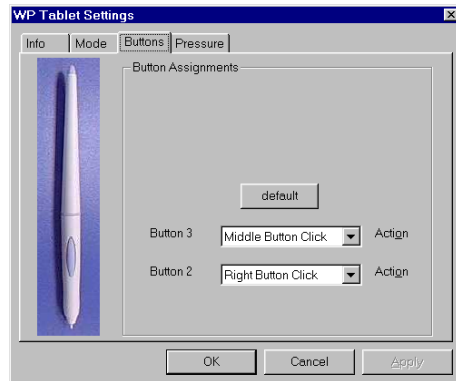 WP Tablet Settings
Info Mode Buttons Pressure
Button Assignments
default
Button 3 Middle Button Click Action
Button 2 Right Button Click Action
OK Cancel Apply